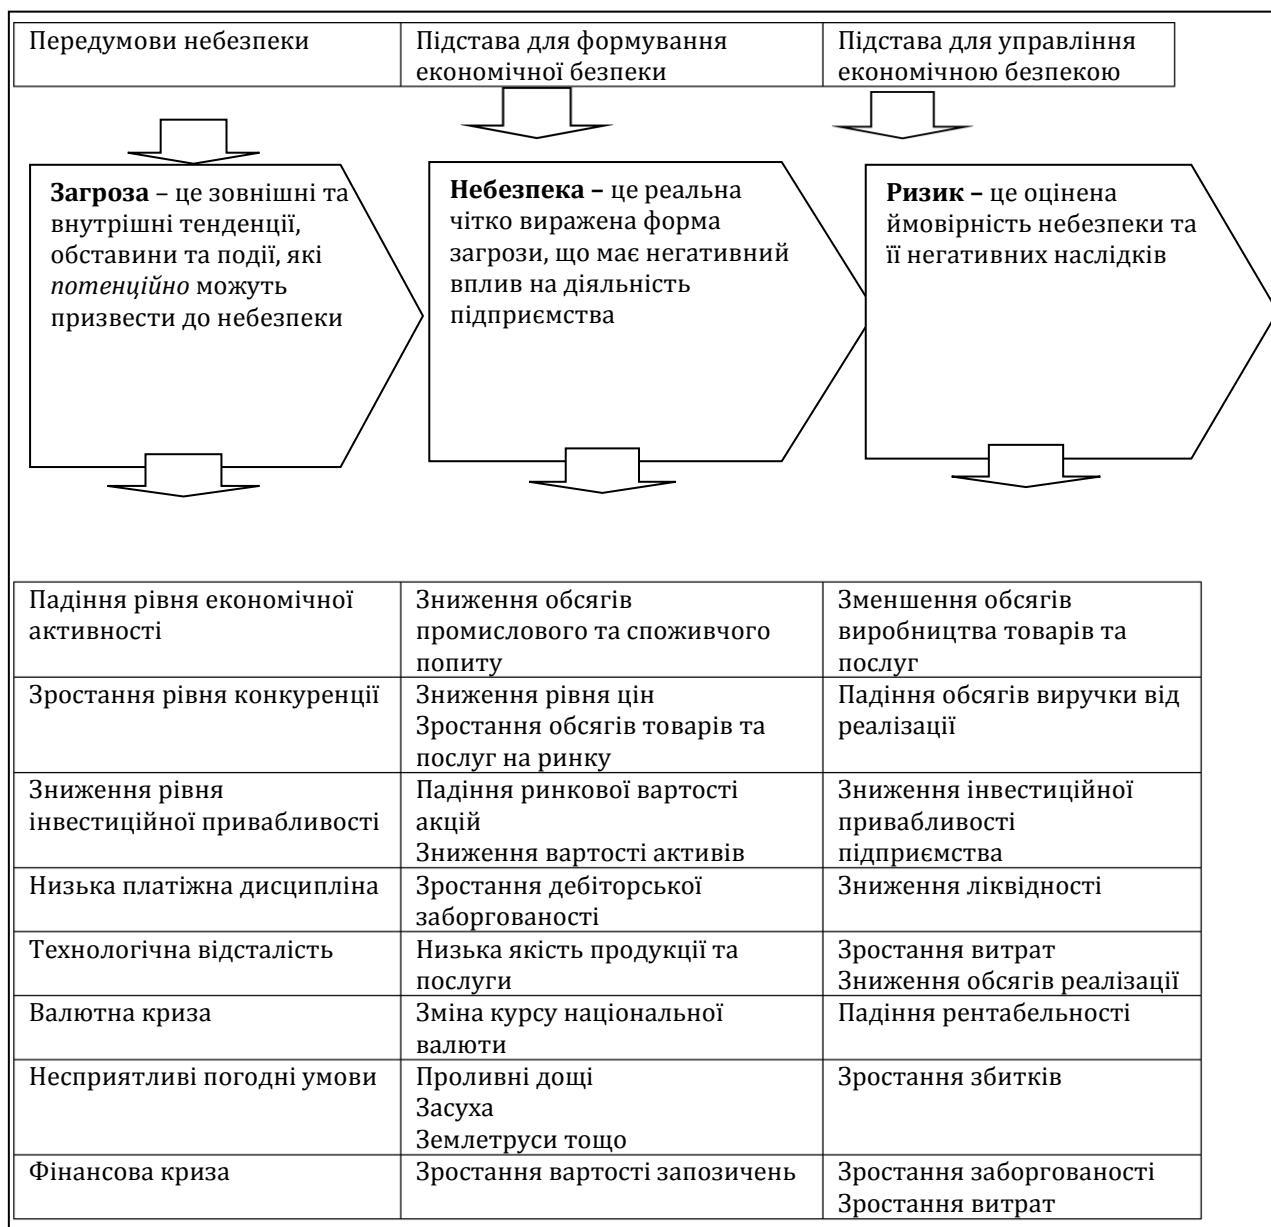 Передумови небезпеки
Підстава для формування
економічної безпеки
Підстава для управління
економічною безпекою
Загроза – це зовнішні та
внутрішні тенденції,
обставини та події, які
потенційно можуть
призвести до небезпеки
Небезпека – це реальна
чітко виражена форма
загрози, що має негативний
вплив на діяльність
підприємства
Ризик – це оцінена
ймовірність небезпеки та
її негативних наслідків
Падіння рівня економічної
активності
Зниження обсягів
промислового та споживчого
попиту
Зменшення обсягів
виробництва товарів та
послуг
Зростання рівня конкуренції
Зниження рівня цін
Зростання обсягів товарів та
послуг на ринку
Падіння обсягів виручки від
реалізації
Зниження рівня
інвестиційної привабливості
Падіння ринкової вартості
акцій
Зниження вартості активів
Зниження інвестиційної
привабливості
підприємства
Низька платіжна дисципліна
Зростання дебіторської
заборгованості
Зниження ліквідності
Технологічна відсталість
Низька якість продукції та
послуги
Зростання витрат
Зниження обсягів реалізації
Валютна криза
Зміна курсу національної
валюти
Падіння рентабельності
Несприятливі погодні умови
Проливні дощі
Засуха
Землетруси тощо
Зростання збитків
Фінансова криза
Зростання вартості запозичень
Зростання заборгованості
Зростання витрат